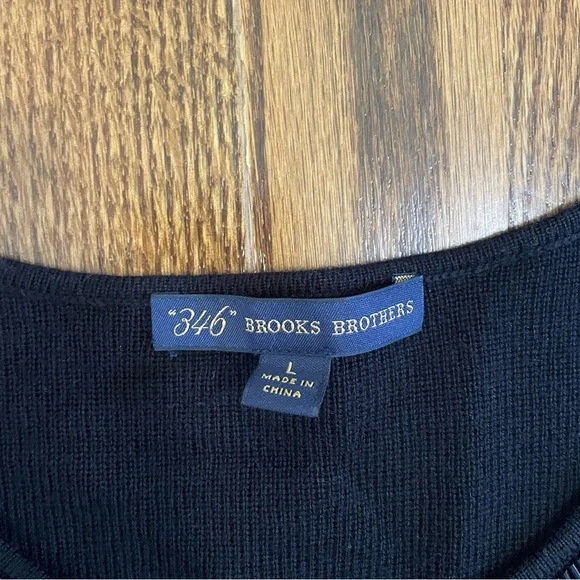 "346" BROOKS BROTHERS
L
MADE IN
CHINA